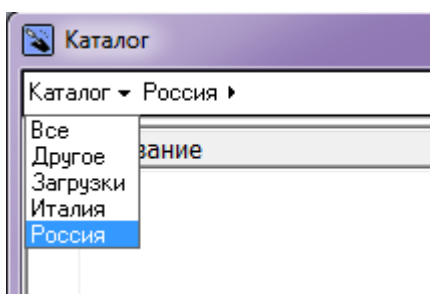 Каталог
Каталог Россия
Все
Другое
Загрузки
Италия
Россия